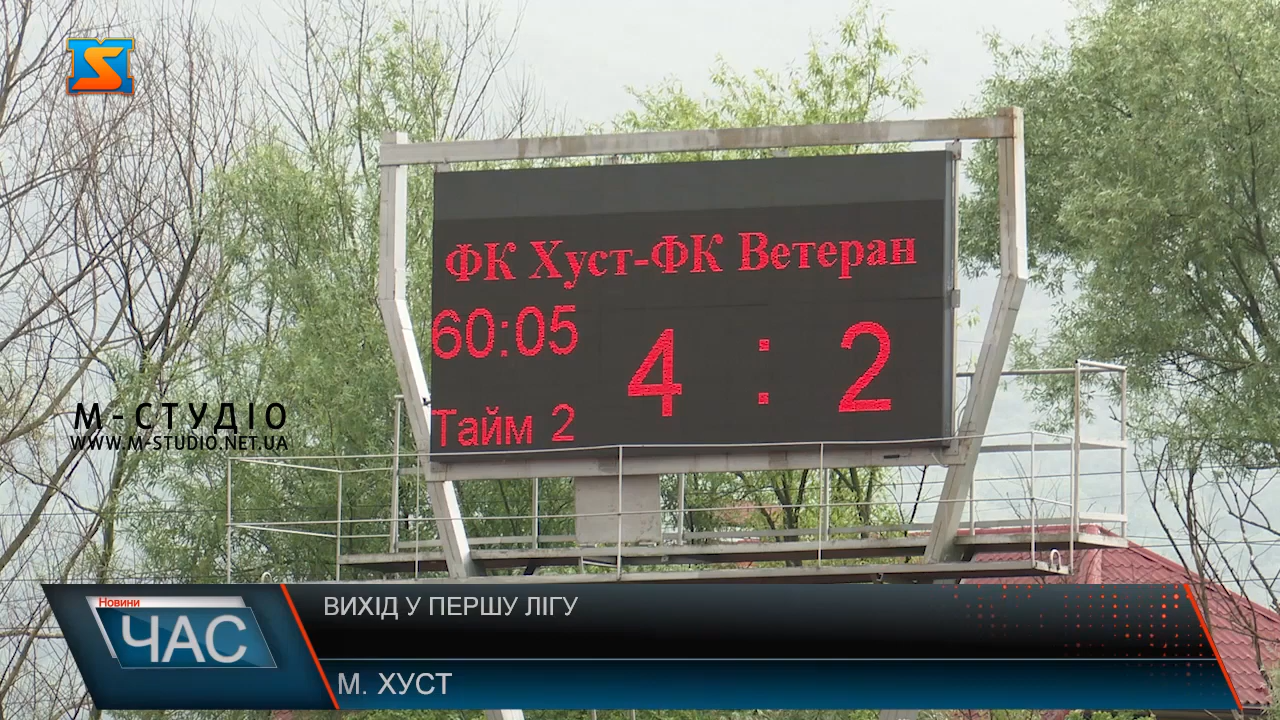 MS
ФК Хуст-ФК Ветеран
60:05
4 : 2
Тайм 2
М-СТУДІО
WWW.M-STUDIO.NET.UA
Новини
ЧАС
ВИХІД У ПЕРШУ ЛІГУ
М. ХУСТ